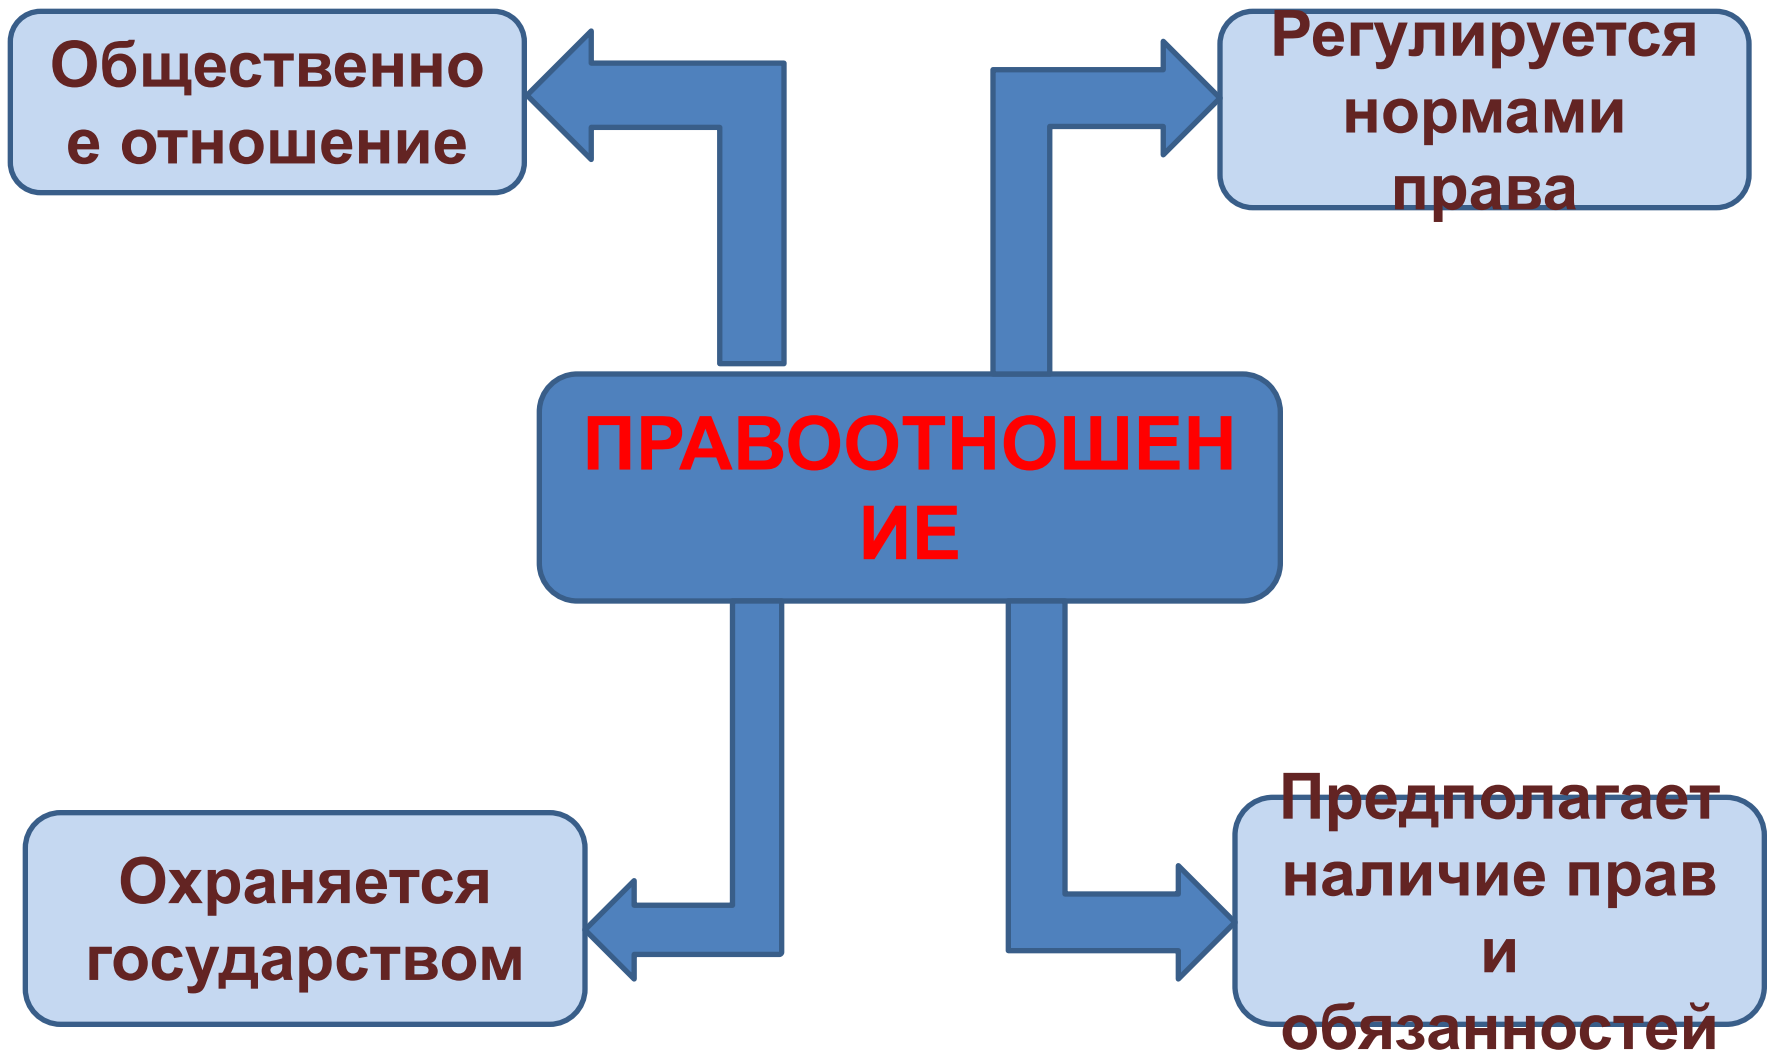 Общественно
е отношение
Регулируется
нормами
права
ПРАВООТНОШЕН
ИЕ
Охраняется
государством
Предполагает
наличие прав
и
обязанностей